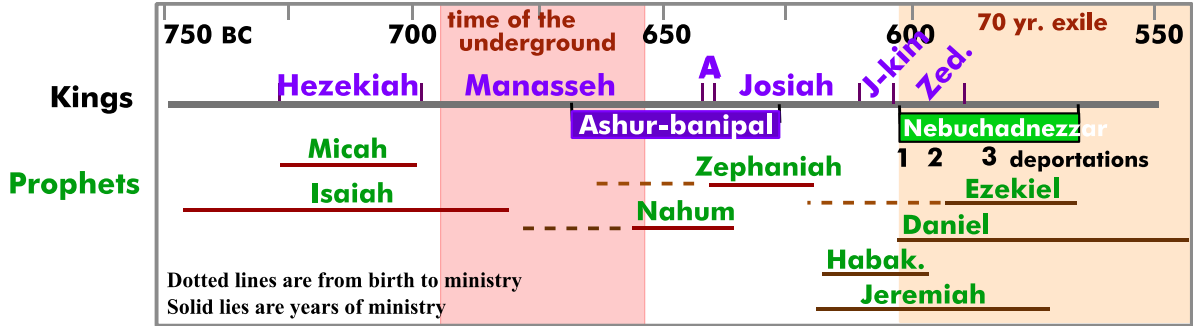 time of the underground 70 yr. exile
750 BC 700 650 600 550
Kings Hezekiah Manasseh A Josiah J-kim Zed.
Ashur-banipal Nebuchadnezzar
1 2 3 deportations
Prophets
Micah Zephaniah
Isaiah Nahum Ezekiel
Daniel
Habak.
Jeremiah
Dotted lines are from birth to ministry
Solid lies are years of ministry